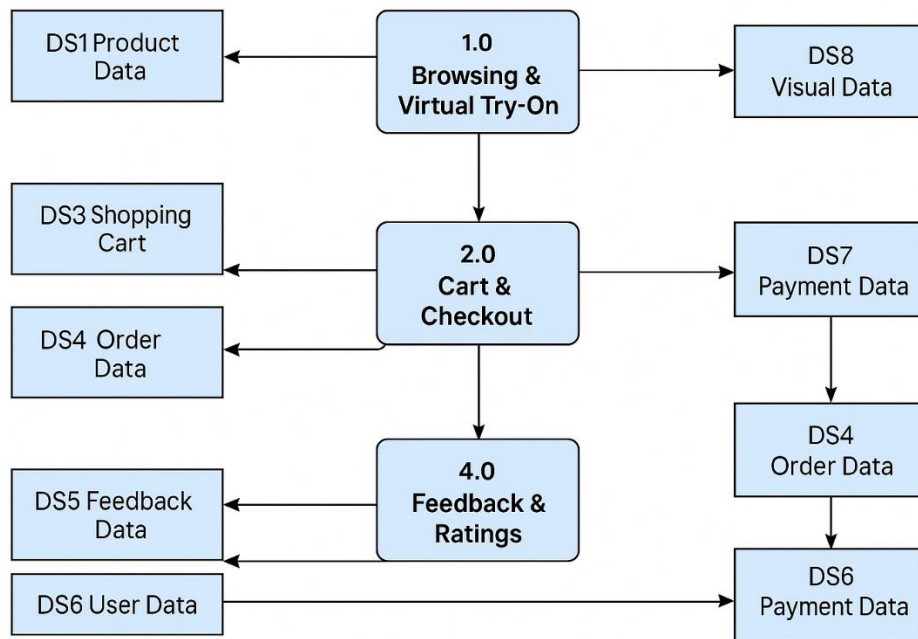 DS1 Product
Data
1.0
Browsing &
Virtual Try-On
DS8
Visual Data
DS3 Shopping
Cart
2.0
Cart &
Checkout
DS7
Payment Data
DS4 Order
Data
4.0
Feedback &
Ratings
DS4
Order Data
DS5 Feedback
Data
DS6 User Data
DS6
Payment Data